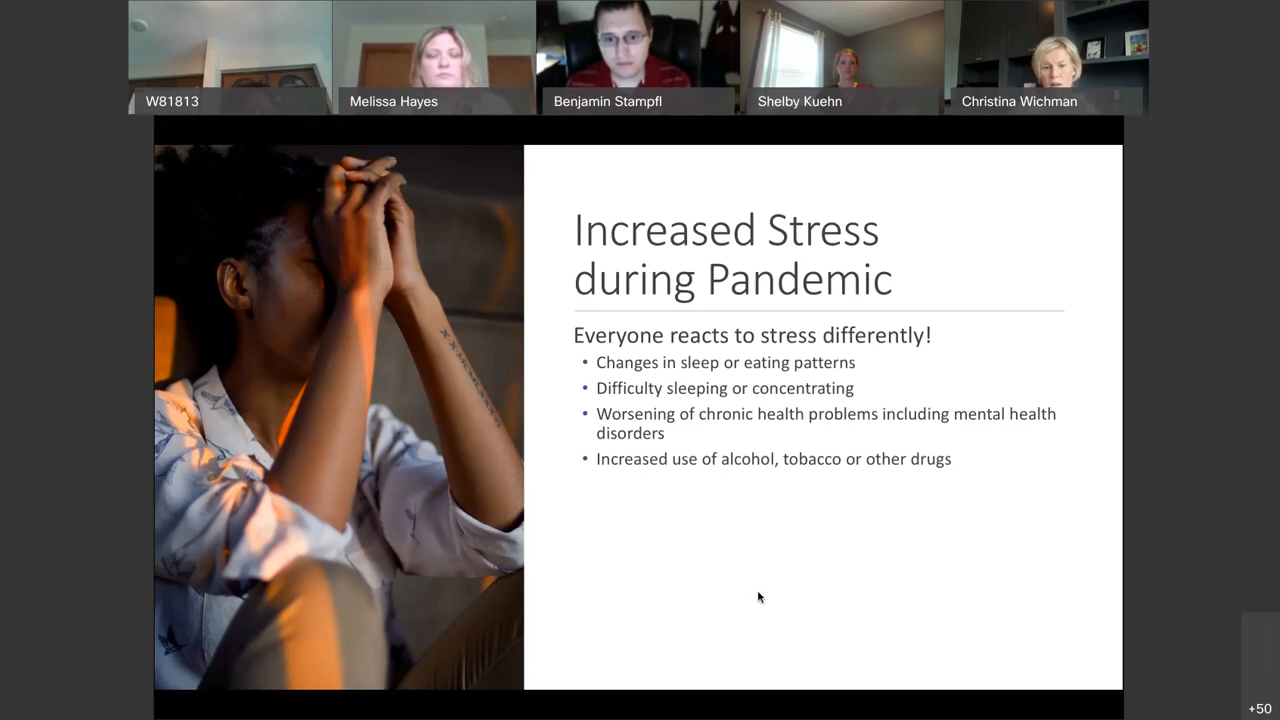 W81813
Melissa Hayes
Benjamin Stampfl
Shelby Kuehn
Christina Wichman
Increased Stress
during Pandemic
Everyone reacts to stress differently!
• Changes in sleep or eating patterns
• Difficulty sleeping or concentrating
• Worsening of chronic health problems including mental health
disorders
• Increased use of alcohol, tobacco or other drugs
+50